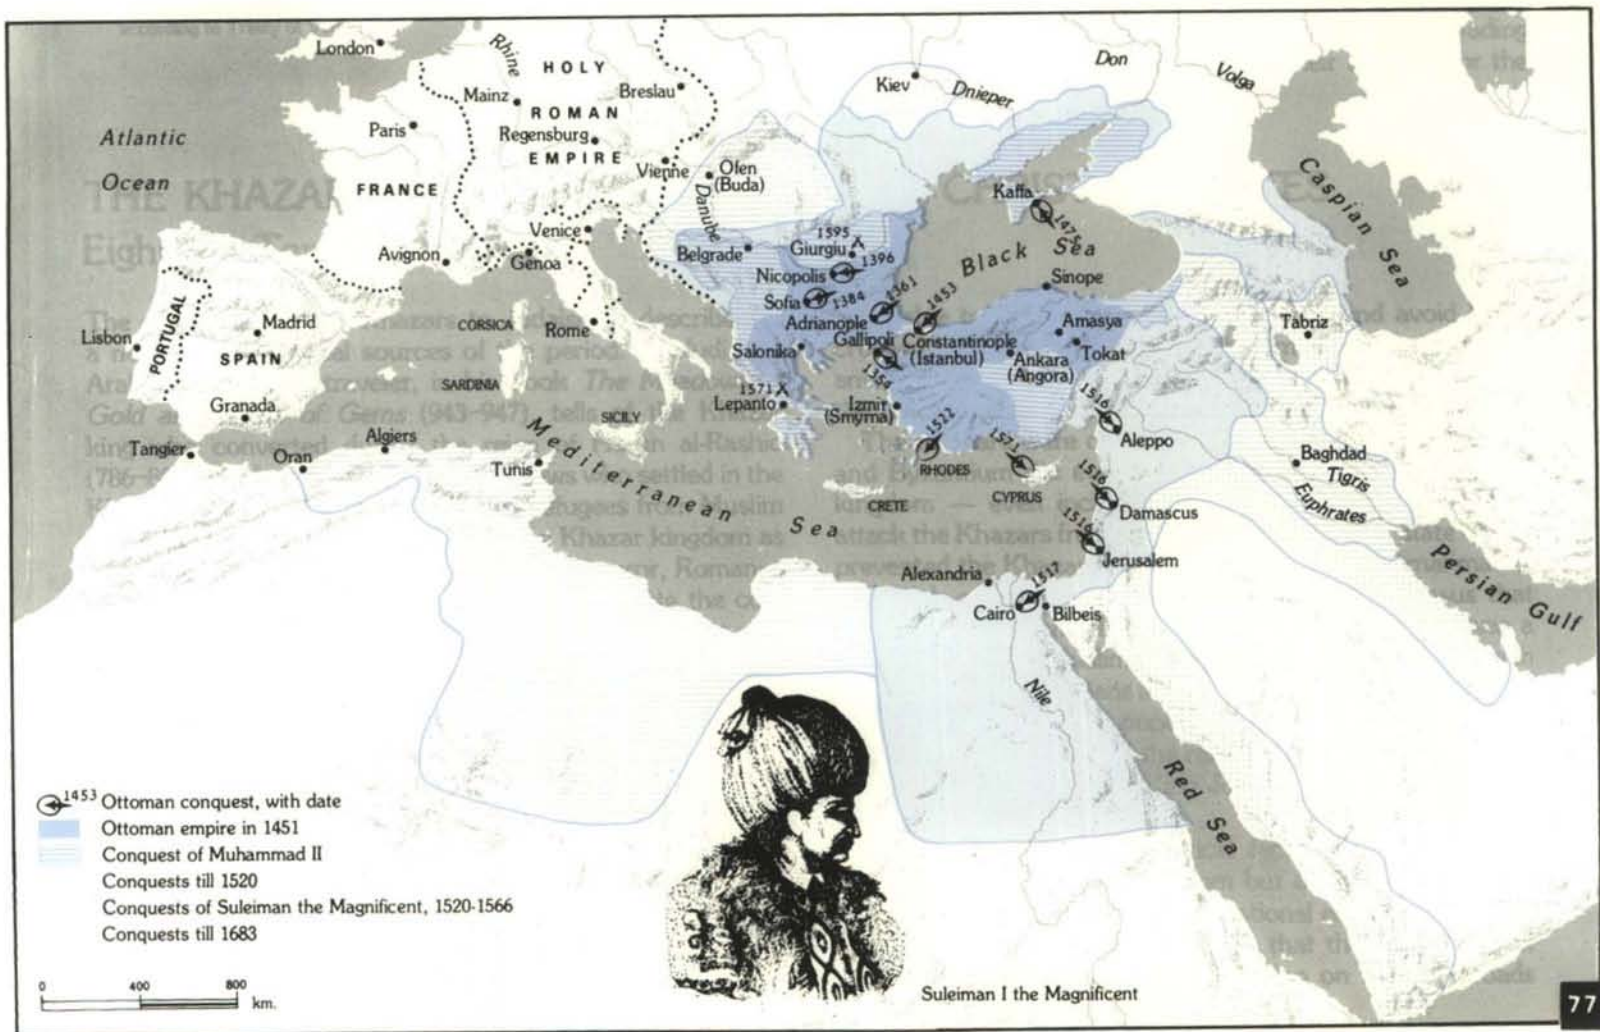 London
Rhine
HOLY
ROMAN
EMPIRE
Mainz
Breslau
Regensburg
Paris
Vienne
Ofen
(Buda)
Danube
Kiev
Dnieper
Don
Volga
Atlantic
Ocean
FRANCE
Kaffa
1475
Caspian Sea
Venice
Avignon
Genoa
Belgrade
1595
Giurgiu
1396
Nicopolis
Sofia
1384
1361
Adrianople
1453
Black Sea
Sinope
PORTUGAL
Lisbon
Madrid
SPAIN
CORSICA
Rome
Salonika
Gallipoli
1354
Constantinople
(Istanbul)
Ankara
(Angora)
Amasya
Tokat
Tabriz
Granada
SARDINIA
SICILY
1571
Lepanto
Izmir
(Smyrna)
1522
RHODES
1571
CYPRUS
1516
Aleppo
Tangier
Oran
Algiers
Tunis
Mediterranean Sea
CRETE
1516
Damascus
1516
Jerusalem
Baghdad
Tigris
Euphrates
Persian Gulf
Alexandria
1517
Cairo
Bilbeis
Nile
Red Sea
1453 Ottoman conquest, with date
Ottoman empire in 1451
Conquest of Muhammad II
Conquests till 1520
Conquests of Suleiman the Magnificent, 1520-1566
Conquests till 1683
0 400 800
km.
Suleiman I the Magnificent
77